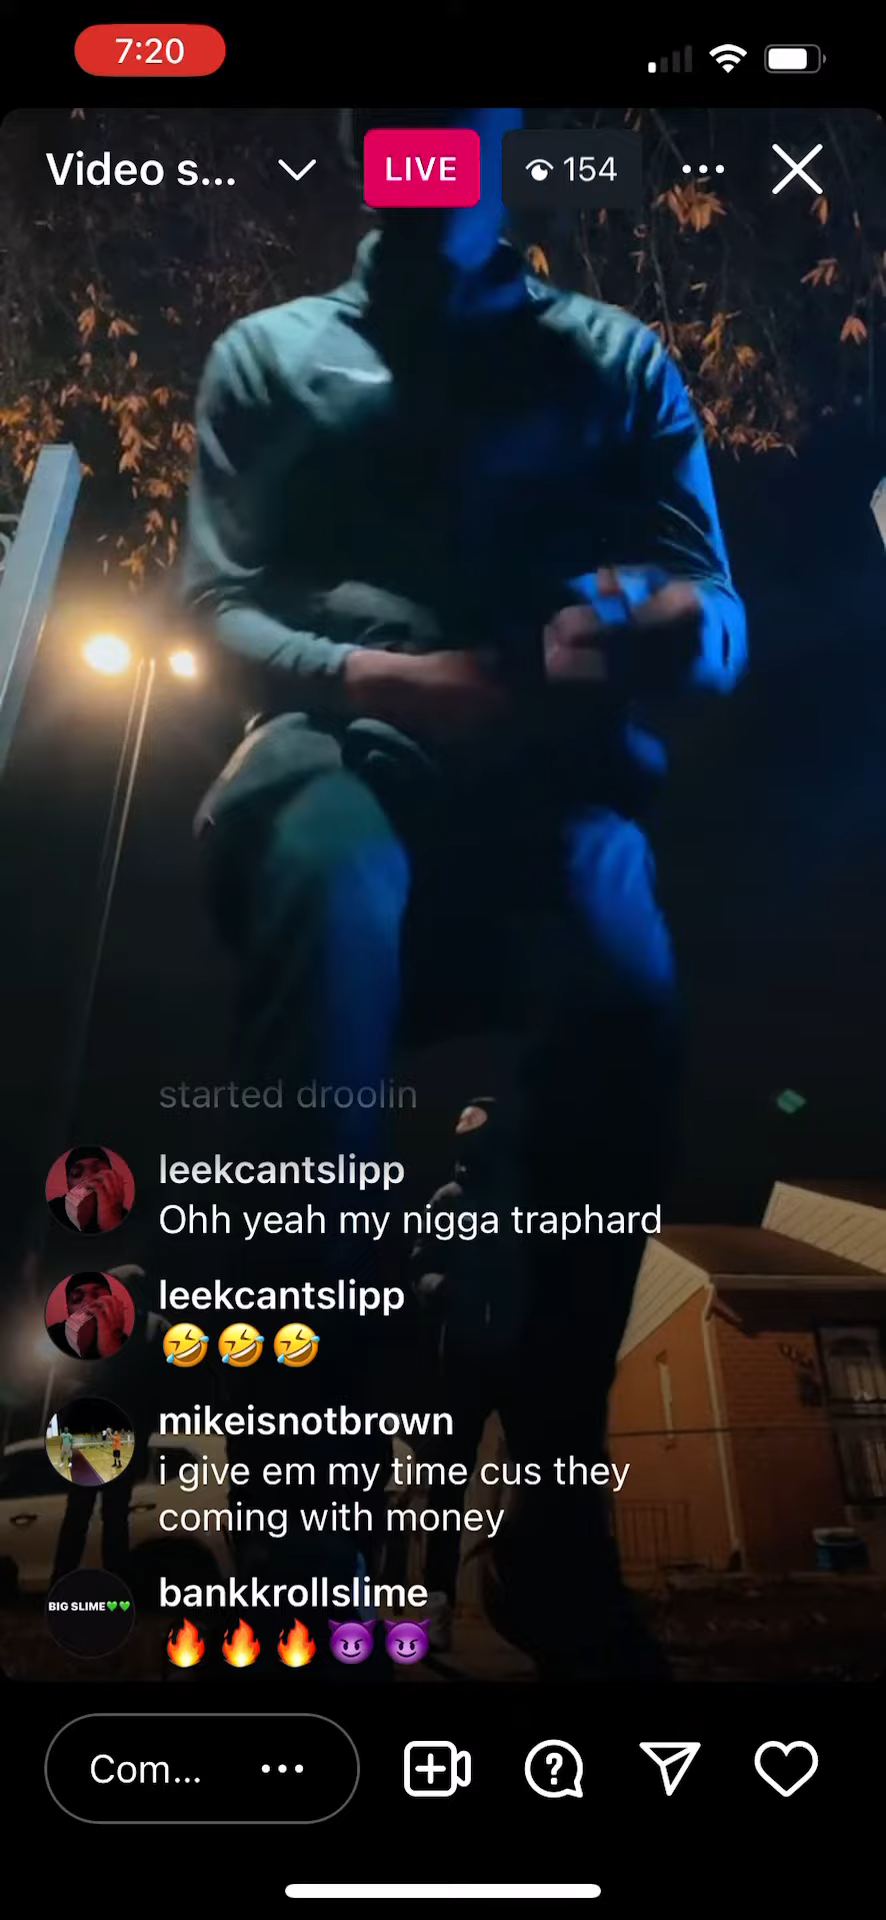 7:20
Video s...
LIVE
154
started droolin
leekcantslipp
Ohh yeah my nigga traphard
leekcantslipp
🤣🤣🤣
mikeisnotbrown
i give em my time cus they
coming with money
BIG SLIME💚💚
bankkrollslime
🔥🔥🔥😈😈
Com...